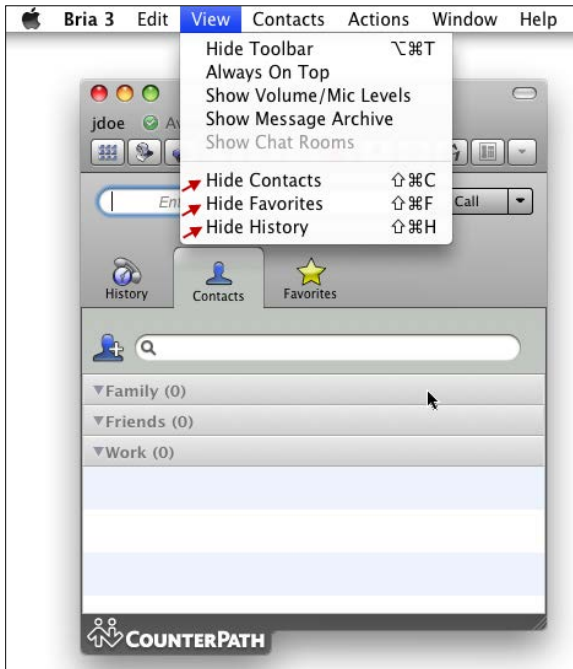 Bria 3 Edit View Contacts Actions Window Help
Hide Toolbar ⌥⌘T
Always On Top
Show Volume/Mic Levels
Show Message Archive
Show Chat Rooms
Hide Contacts ⇧⌘C
Hide Favorites ⇧⌘F
Hide History ⇧⌘H
jdoe
Call
History Contacts Favorites
Family (0)
Friends (0)
Work (0)
COUNTERPATH